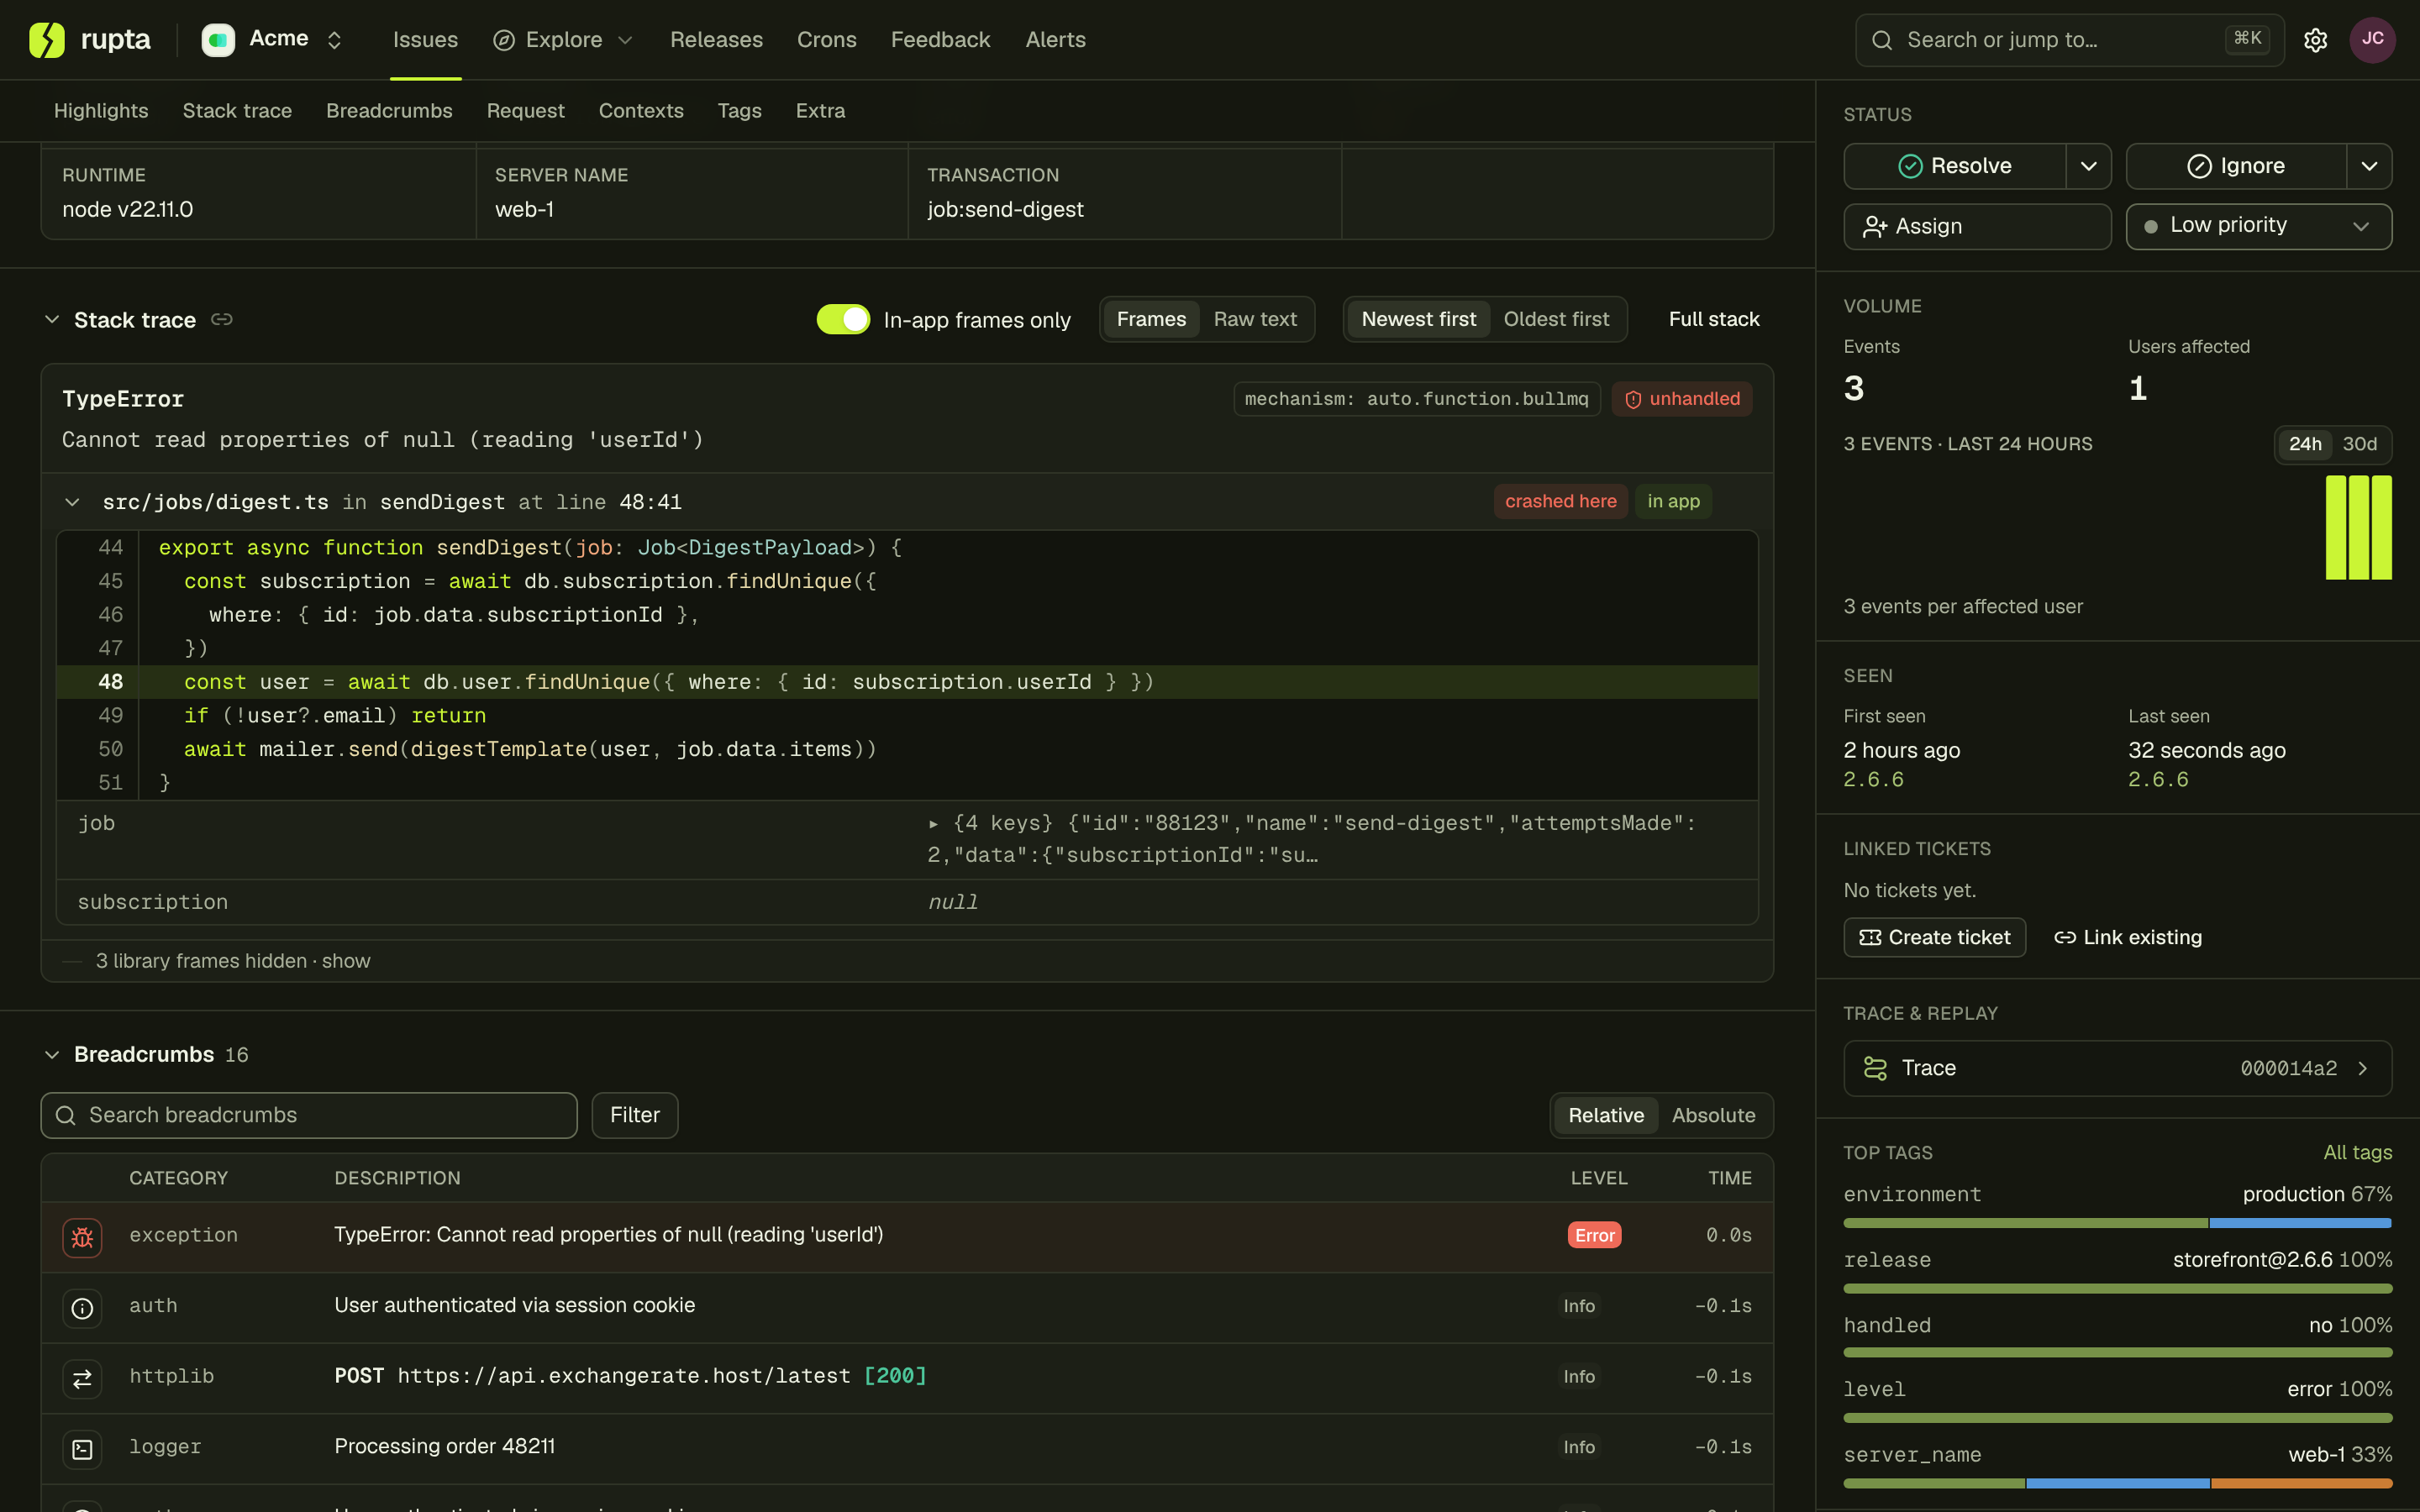 rupta
Acme
Issues
Explore
Releases
Crons
Feedback
Alerts
Search or jump to…
⌘K
JC
Highlights
Stack trace
Breadcrumbs
Request
Contexts
Tags
Extra
RUNTIME
node v22.11.0
SERVER NAME
web-1
TRANSACTION
job:send-digest
Stack trace
In-app frames only
Frames
Raw text
Newest first
Oldest first
Full stack
TypeError
mechanism: auto.function.bullmq
unhandled
Cannot read properties of null (reading 'userId')
src/jobs/digest.ts in sendDigest at line 48:41
crashed here
in app
44 export async function sendDigest(job: Job<DigestPayload>) {
45 const subscription = await db.subscription.findUnique({
46 where: { id: job.data.subscriptionId },
47 })
48 const user = await db.user.findUnique({ where: { id: subscription.userId } })
49 if (!user?.email) return
50 await mailer.send(digestTemplate(user, job.data.items))
51 }
job
▸ {4 keys} {"id":"88123","name":"send-digest","attemptsMade":
2,"data":{"subscriptionId":"su…
subscription
null
3 library frames hidden · show
Breadcrumbs 16
Search breadcrumbs
Filter
Relative
Absolute
CATEGORY DESCRIPTION LEVEL TIME
exception TypeError: Cannot read properties of null (reading 'userId') Error 0.0s
auth User authenticated via session cookie Info −0.1s
httplib POST https://api.exchangerate.host/latest [200] Info −0.1s
logger Processing order 48211 Info −0.1s
STATUS
Resolve
Ignore
Assign
Low priority
VOLUME
Events
3
Users affected
1
3 EVENTS · LAST 24 HOURS
24h
30d
3 events per affected user
SEEN
First seen
2 hours ago
2.6.6
Last seen
32 seconds ago
2.6.6
LINKED TICKETS
No tickets yet.
Create ticket
Link existing
TRACE & REPLAY
Trace
000014a2
TOP TAGS
All tags
environment production 67%
release storefront@2.6.6 100%
handled no 100%
level error 100%
server_name web-1 33%